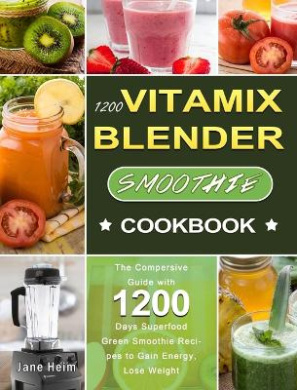 1200 VITAMIX
BLENDER
SMOOTHIE
COOKBOOK
The Compersive
Guide with
1200
Days Superfood
Green Smoothie Reci-
pes to Gain Energy,
Lose Weight
Jane Heim